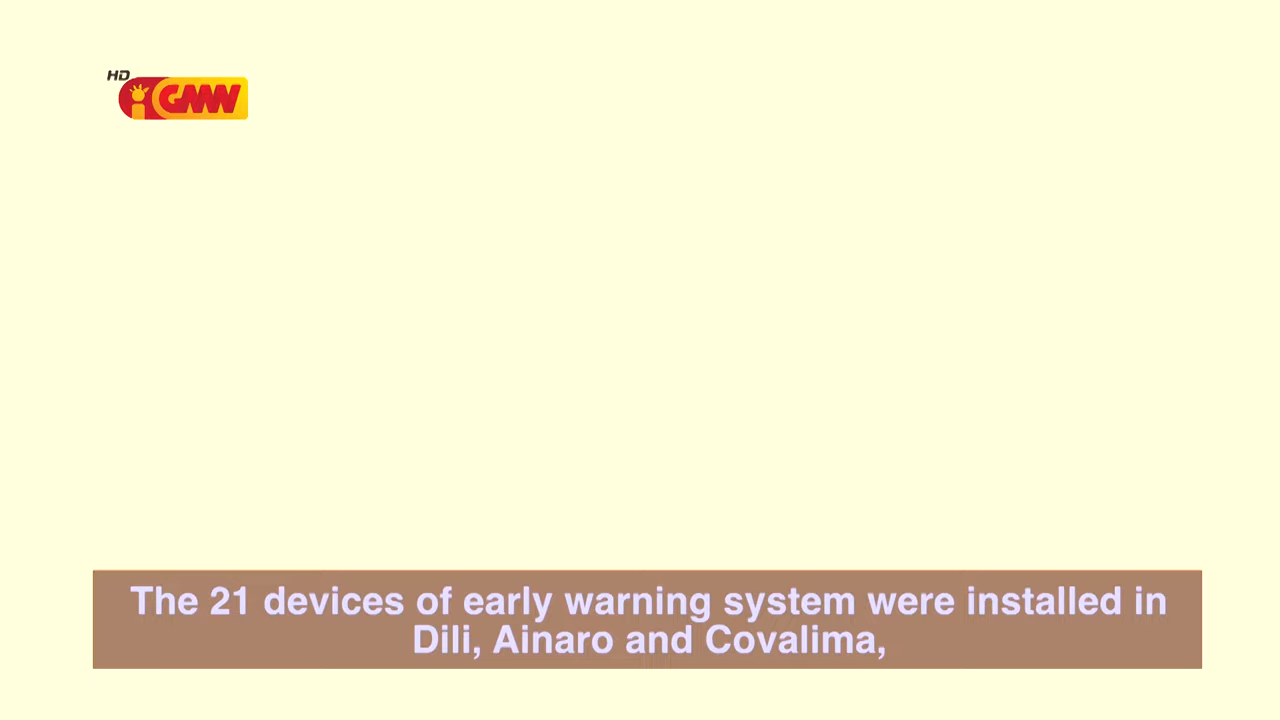 HD
GMN
The 21 devices of early warning system were installed in
Dili, Ainaro and Covalima,